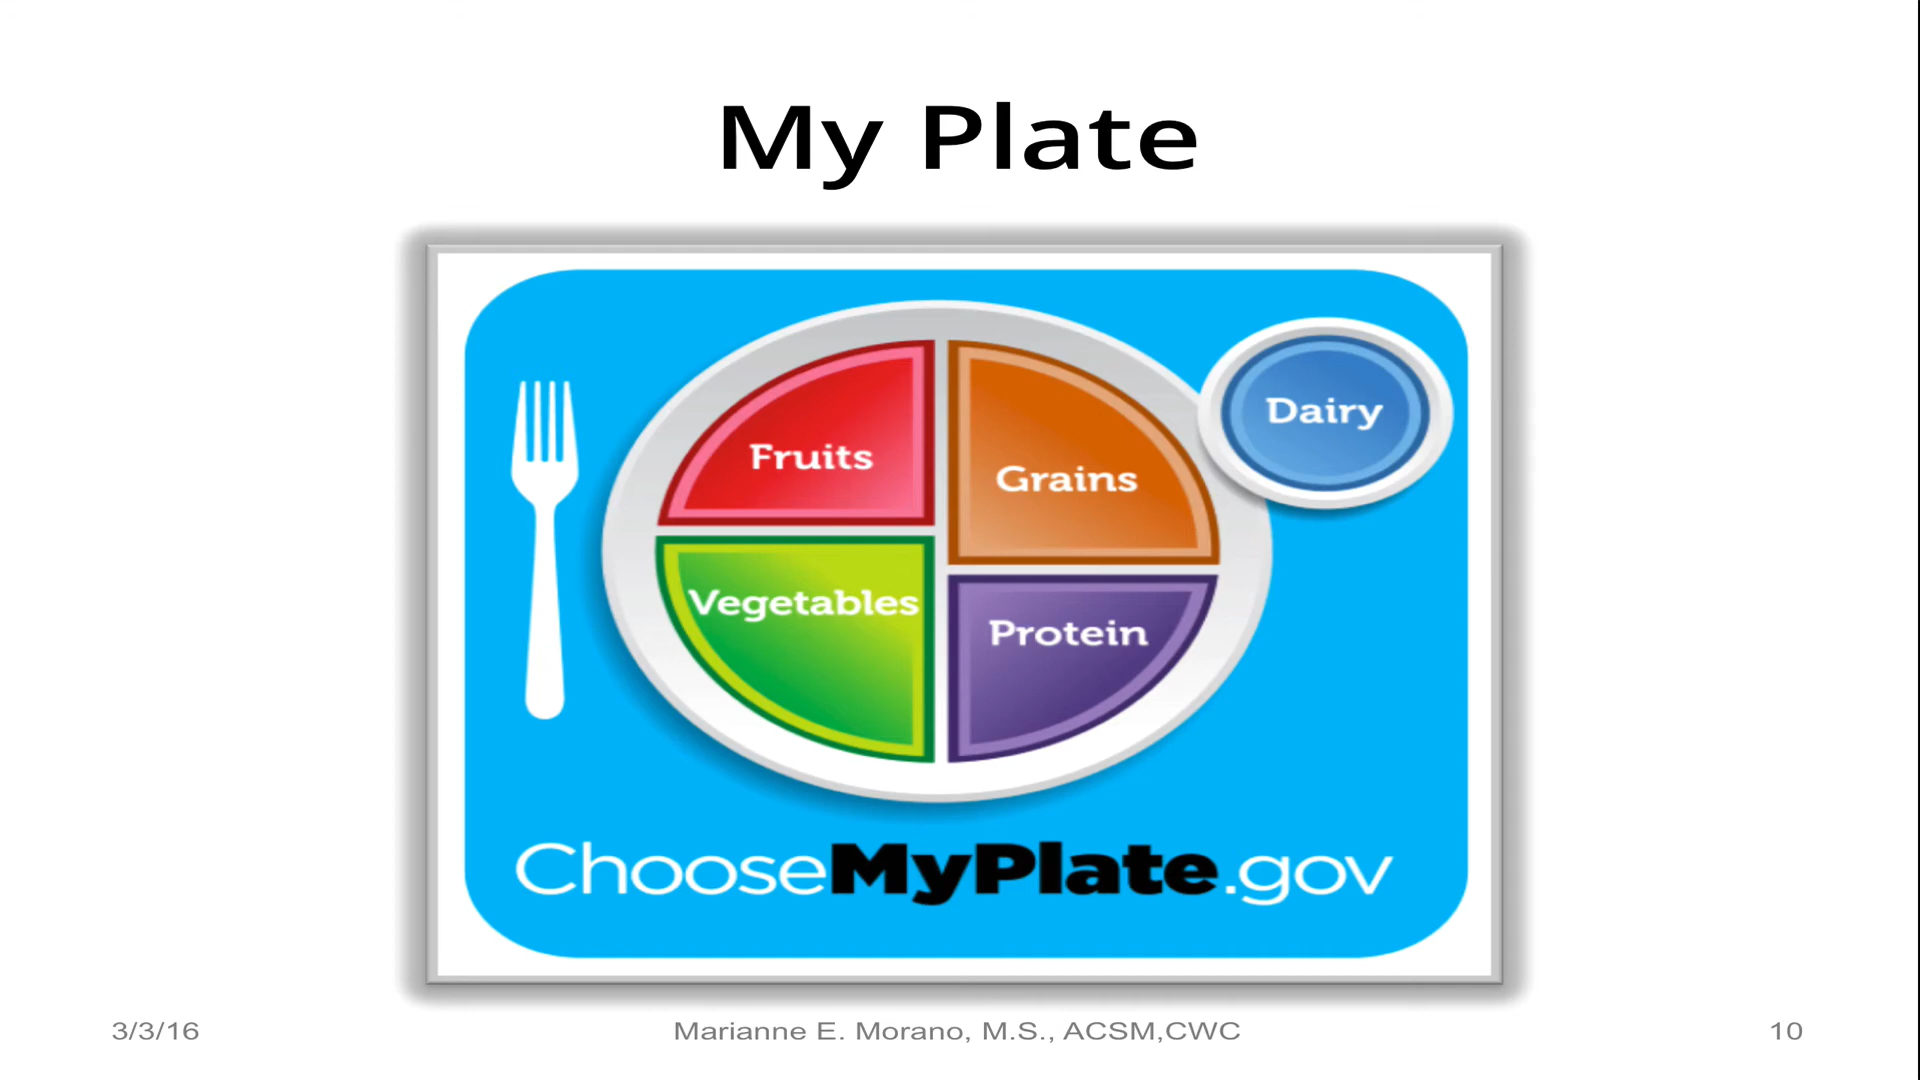 My Plate
Fruits
Grains
Dairy
Vegetables
Protein
ChooseMyPlate.gov
3/3/16
Marianne E. Morano, M.S., ACSM,CWC
10